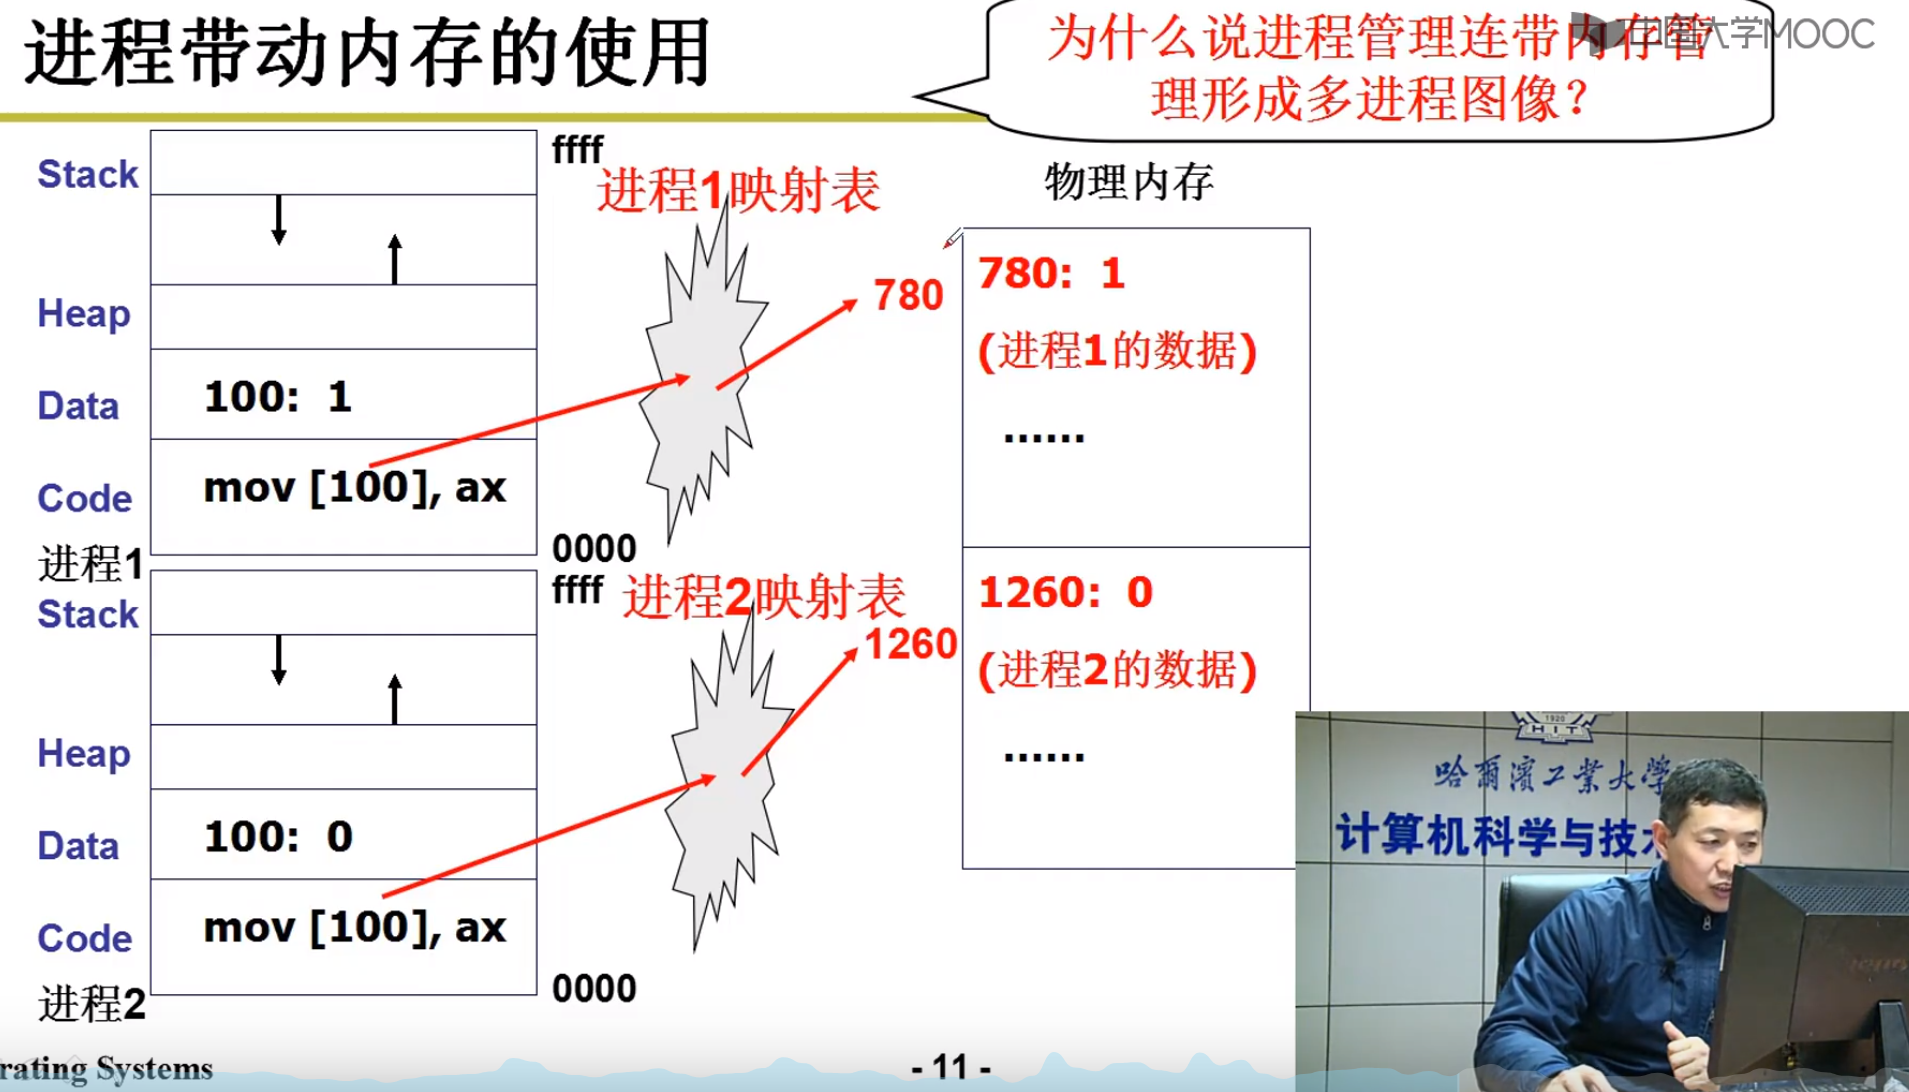 进程带动内存的使用
为什么说进程管理连带内存管
理形成多进程图像？
中国大学MOOC
Stack
ffff
进程1映射表
物理内存
Heap
780
780: 1
(进程1的数据)
......
Data
100: 1
Code
mov [100], ax
进程1
0000
ffff
进程2映射表
Stack
1260
1260: 0
(进程2的数据)
......
Heap
Data
100: 0
Code
mov [100], ax
进程2
0000
1920
HIT
哈爾濱工業大學
计算机科学与技
rating Systems
- 11 -